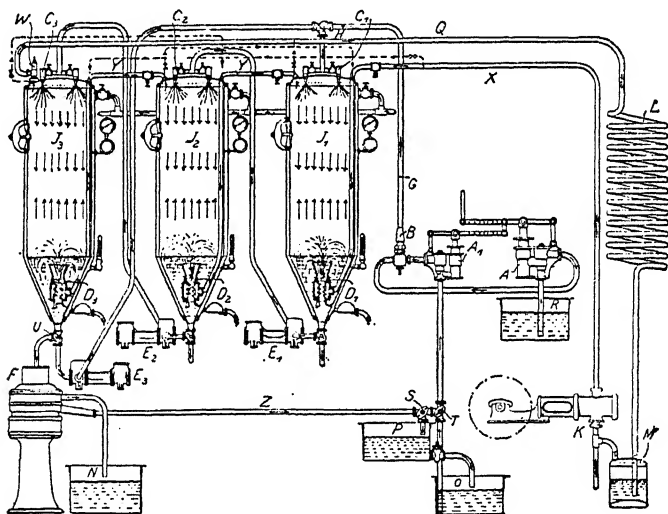 W C₃ C₂ C₁ H Q
Y Y X
J₃ J₂ J₁ L
G
B A₁ A
R
D₃ D₂ D₁
U E₂ E₁
F E₃
Z S T
K M
N P O